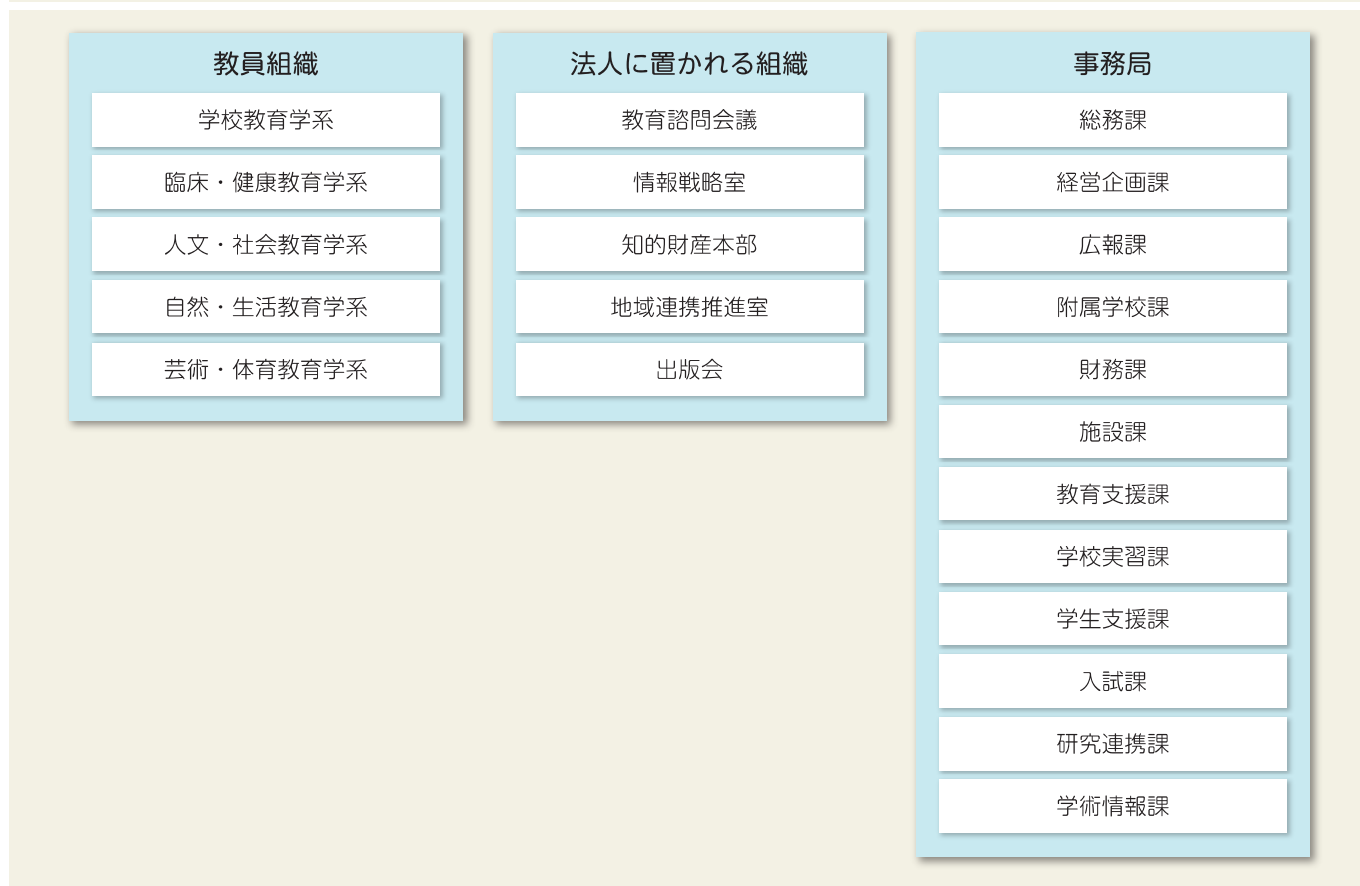 教員組織
学校教育学系
臨床・健康教育学系
人文・社会教育学系
自然・生活教育学系
芸術・体育教育学系
法人に置かれる組織
教育諮問会議
情報戦略室
知的財産本部
地域連携推進室
出版会
事務局
総務課
経営企画課
広報課
附属学校課
財務課
施設課
教育支援課
学校実習課
学生支援課
入試課
研究連携課
学術情報課